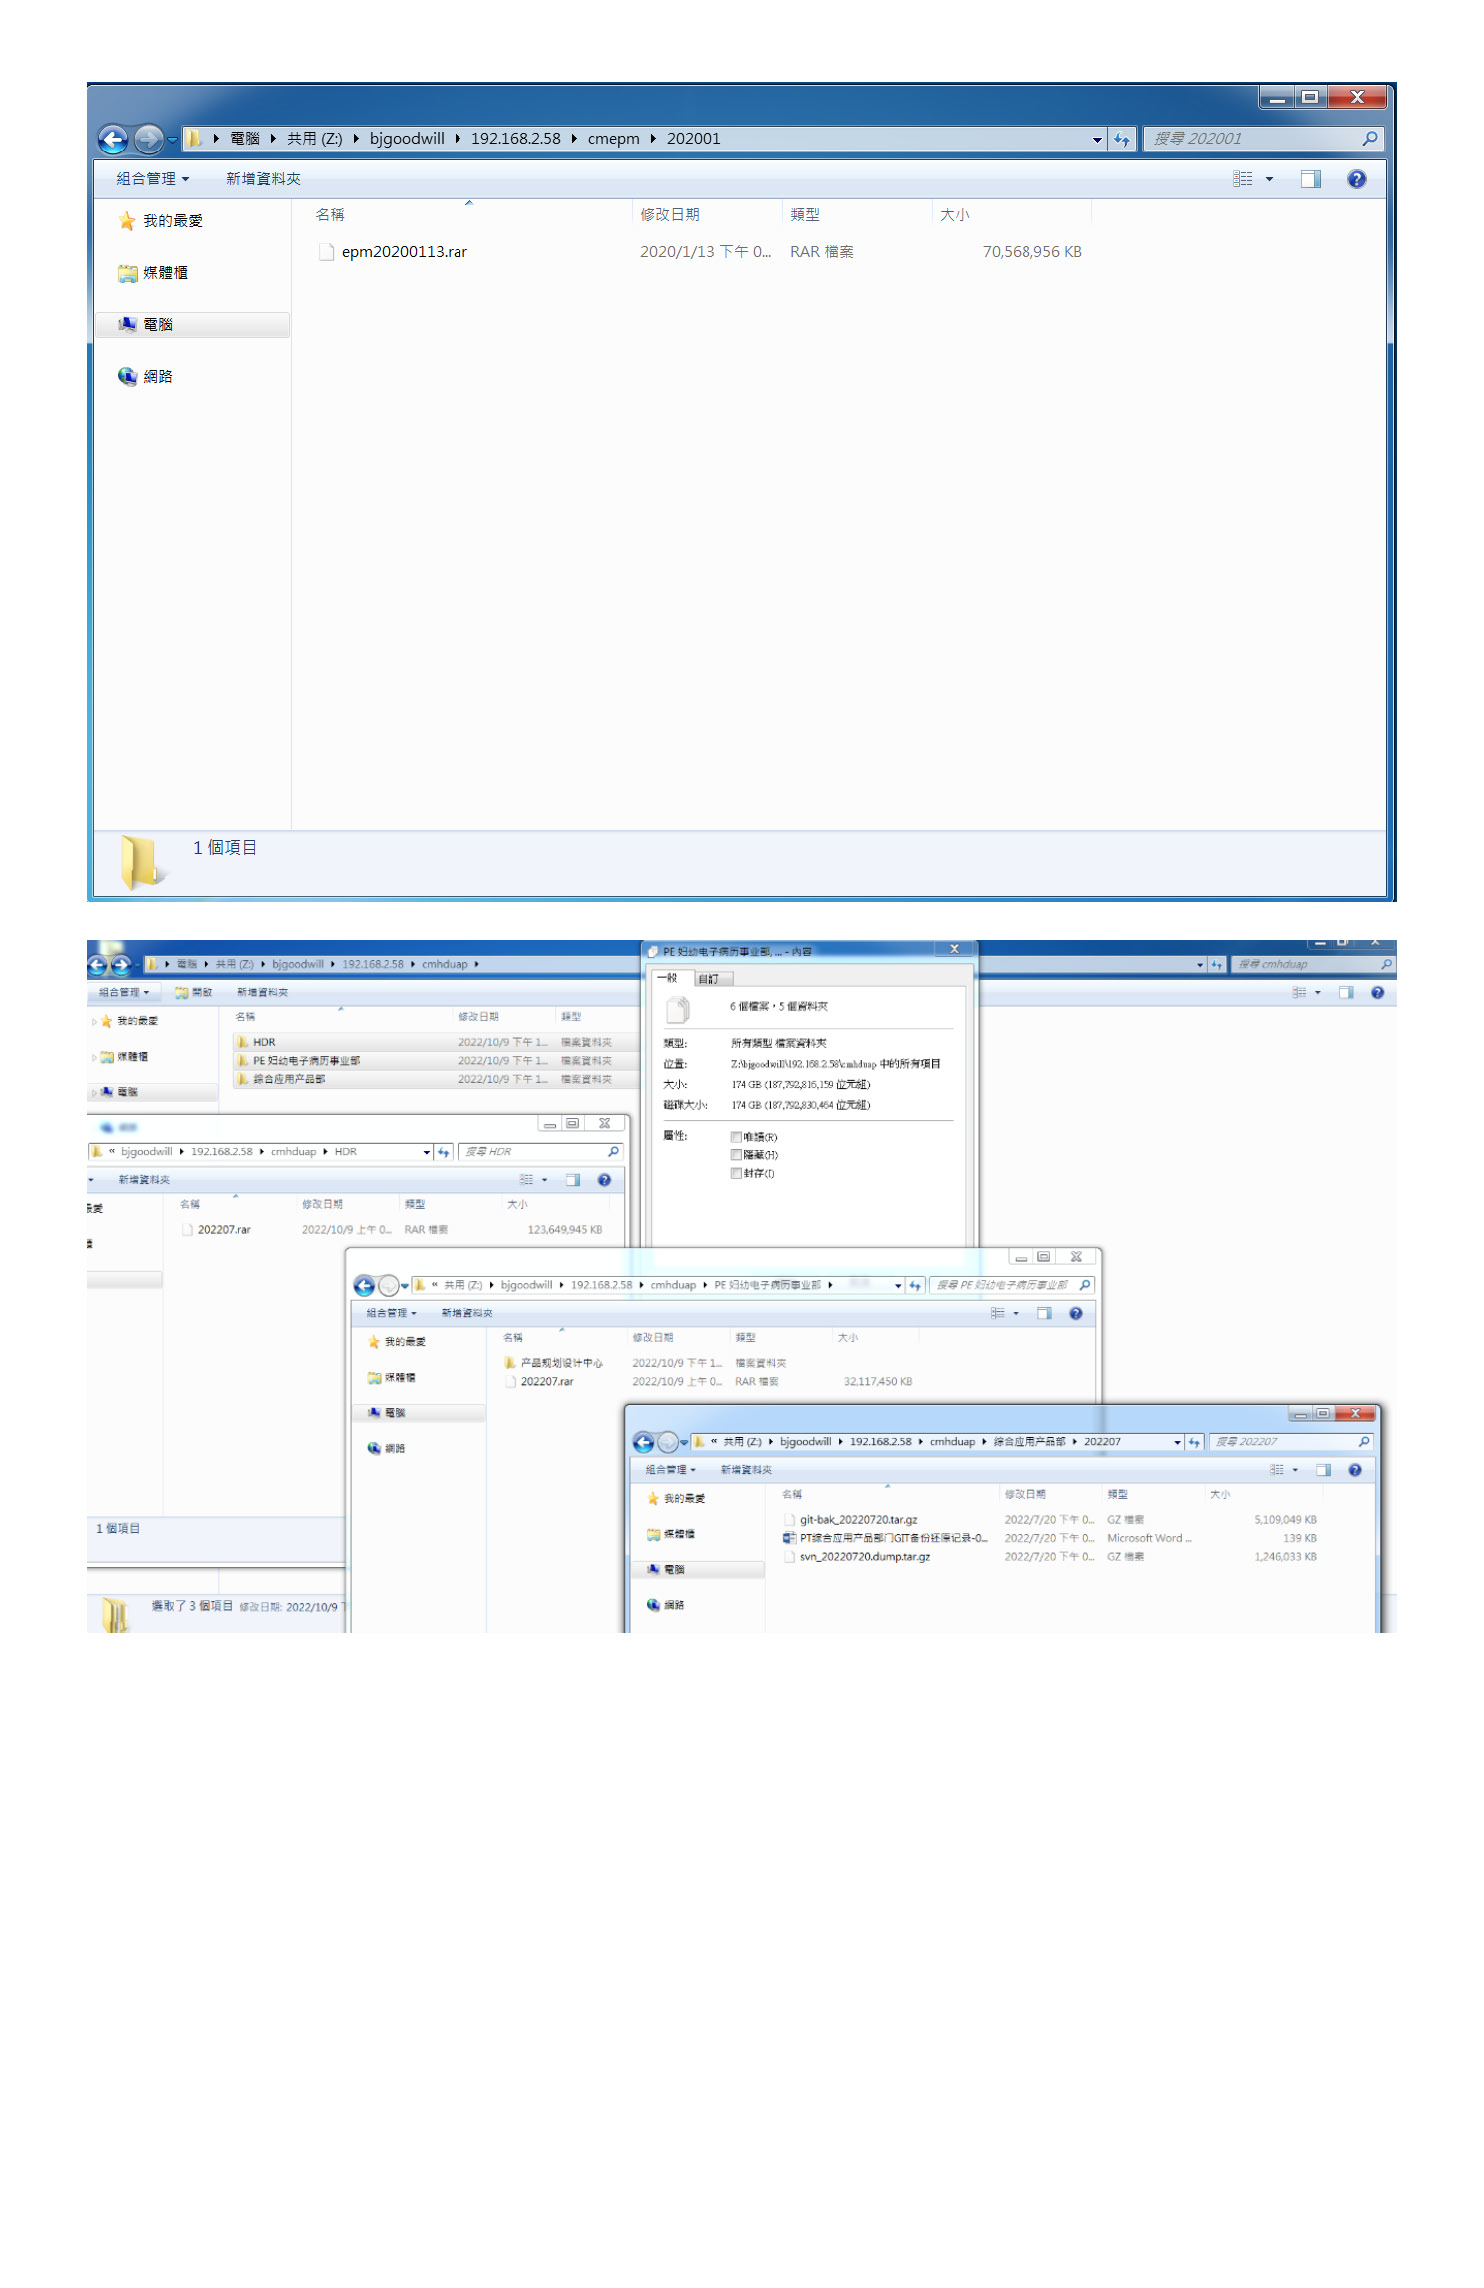 電腦 共用 (Z:) bjgoodwill 192.168.2.58 cmepm 202001 搜尋 202001
組合管理 新增資料夾
名稱 修改日期 類型 大小
我的最愛
epm20200113.rar 2020/1/13 下午 0... RAR 檔案 70,568,956 KB
媒體櫃
電腦
網路
1 個項目
PE 妇幼电子病历事业部, ... - 內容
電腦 共用 (Z:) bjgoodwill 192.168.2.58 cmhduap 搜尋 cmhduap
組合管理 開啟 新增資料夾
名稱 修改日期 類型
我的最愛
媒體櫃
電腦
HDR 2022/10/9 下午 1... 檔案資料夾
PE 妇幼电子病历事业部 2022/10/9 下午 1... 檔案資料夾
綜合应用产品部 2022/10/9 下午 1... 檔案資料夾
一般 自訂
6 個檔案，5 個資料夾
類型: 所有類型 檔案資料夾
位置: Z:\bjgoodwill\192.168.2.58\cmhduap 中的所有項目
大小: 174 GB (187,792,816,159 位元組)
磁碟大小: 174 GB (187,792,830,464 位元組)
屬性: 唯讀(R)
隱藏(H)
封存(I)
« bjgoodwill 192.168.2.58 cmhduap HDR 搜尋 HDR
新增資料夾
名稱 修改日期 類型 大小
202207.rar 2022/10/9 上午 0... RAR 檔案 123,649,945 KB
1 個項目
選取了 3 個項目 修改日期: 2022/10/9
« 共用 (Z:) bjgoodwill 192.168.2.58 cmhduap PE 妇幼电子病历事业部 搜尋 PE 妇幼电子病历事业部
組合管理 新增資料夾
名稱 修改日期 類型 大小
我的最愛
媒體櫃
電腦
網路
产品规划设计中心 2022/10/9 下午 1... 檔案資料夾
202207.rar 2022/10/9 上午 0... RAR 檔案 32,117,450 KB
« 共用 (Z:) bjgoodwill 192.168.2.58 cmhduap 綜合应用产品部 202207 搜尋 202207
組合管理 新增資料夾
名稱 修改日期 類型 大小
我的最愛
媒體櫃
電腦
網路
git-bak_20220720.tar.gz 2022/7/20 下午 0... GZ 檔案 5,109,049 KB
PT綜合应用产品部门GIT备份还原记录-0... 2022/7/20 下午 0... Microsoft Word ... 139 KB
svn_20220720.dump.tar.gz 2022/7/20 下午 0... GZ 檔案 1,246,033 KB